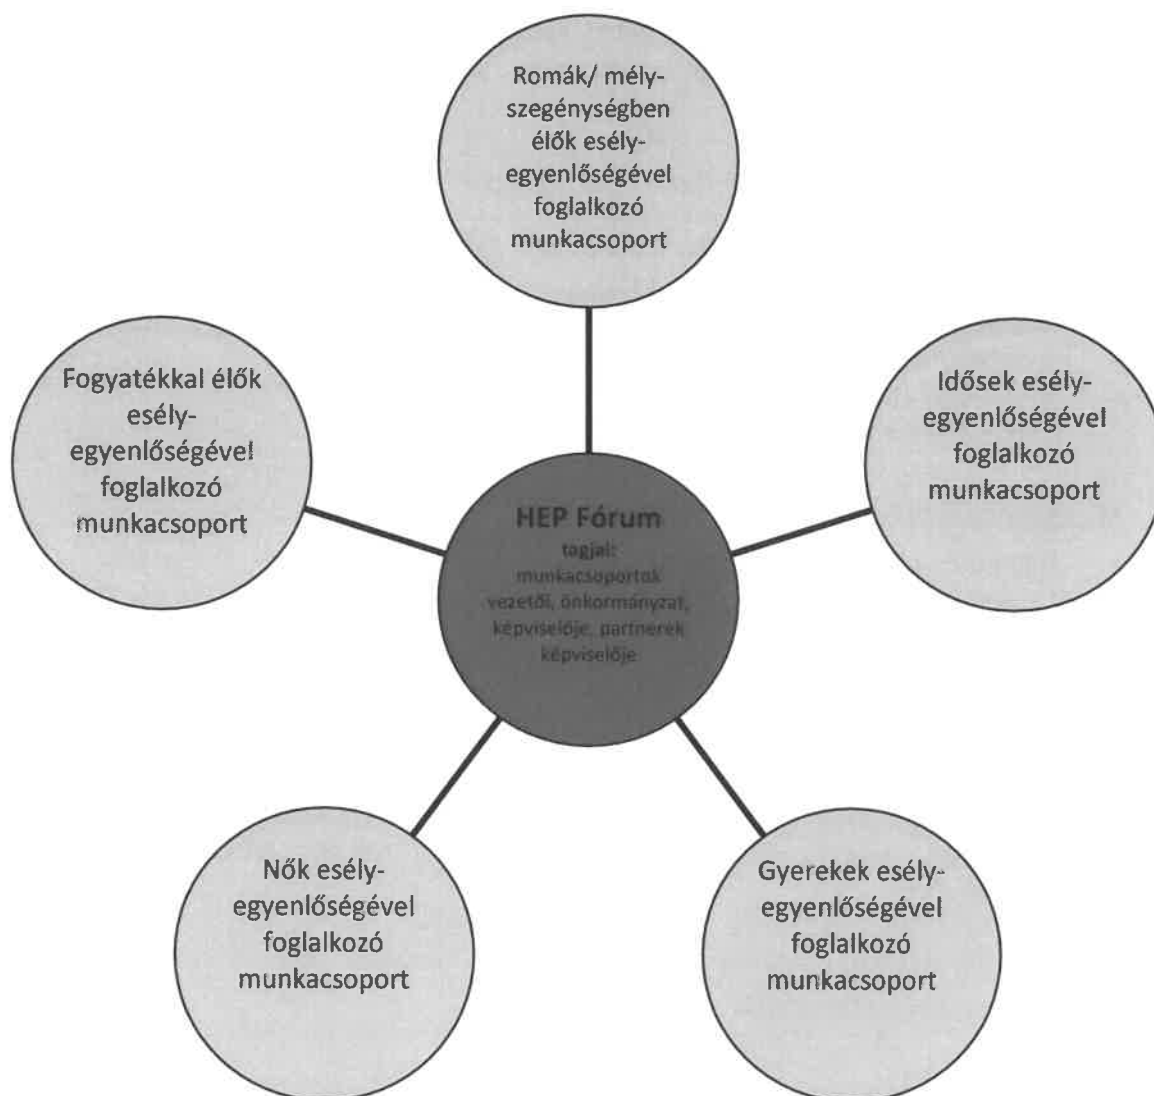 Romák/ mély-
szegénységben
élők esély-
egyenlőségével
foglalkozó
munkacsoport
Fogyatékkal élők
esély-
egyenlőségével
foglalkozó
munkacsoport
Idősek esély-
egyenlőségével
foglalkozó
munkacsoport
HEP Fórum
tagjai:
munkacsoportok
vezetői, önkormányzat,
képviselője, partnerek
képviselője
Nők esély-
egyenlőségével
foglalkozó
munkacsoport
Gyerekek esély-
egyenlőségével
foglalkozó
munkacsoport